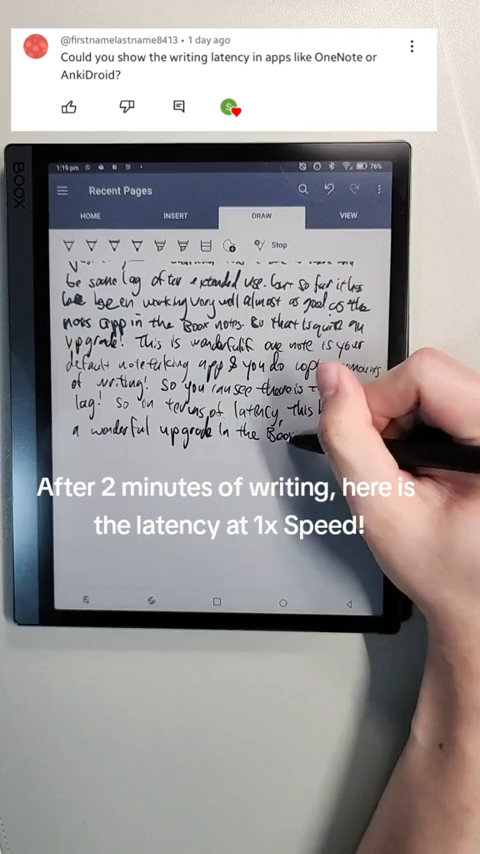 @firstnamelastname8413 • 1 day ago
Could you show the writing latency in apps like OneNote or
AnkiDroid?
BOOX
1:19 pm
76%
Recent Pages
HOME INSERT DRAW VIEW
Stop
be some lag after extended use. but so far it has
been working very well almost as good as the
app in the Boox notes. So that is quite an
upgrade! This is wonderful if one note is your
default notetaking app & you do
of writing! So you can see there is
lag! So in terms of latency, this
a wonderful upgrade in the Boox
After 2 minutes of writing, here is
the latency at 1x Speed!